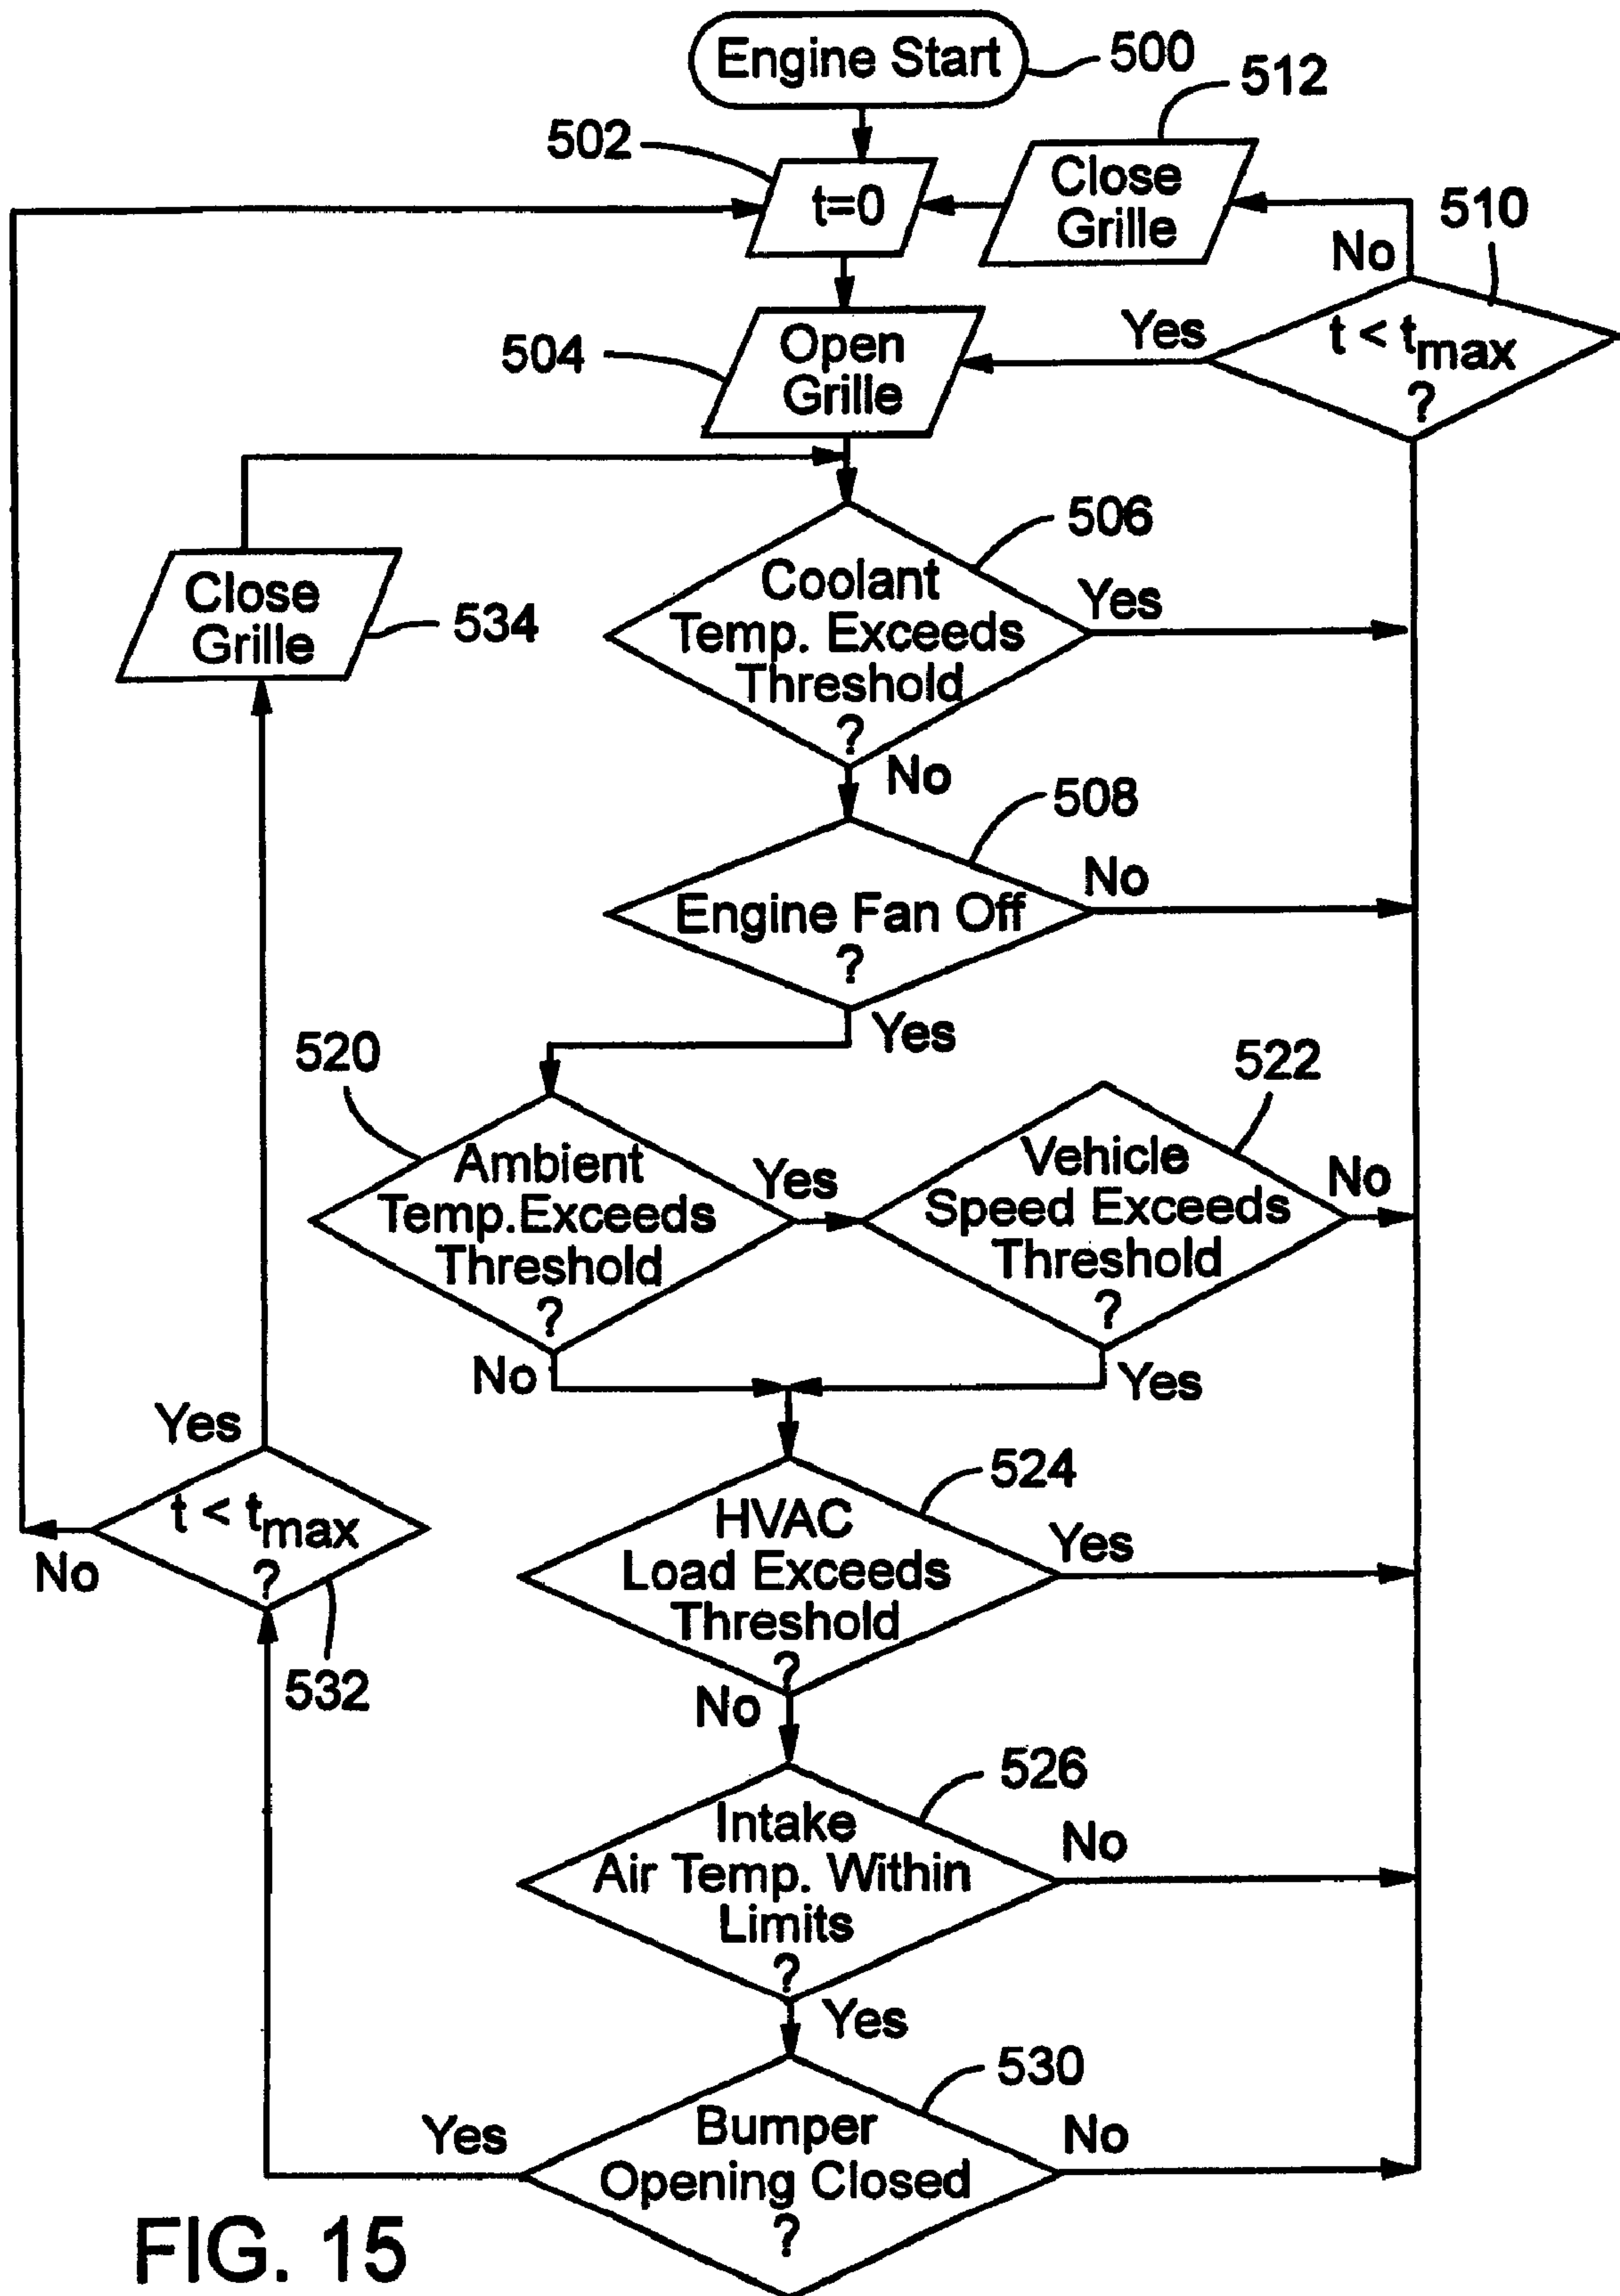 Engine Start
500
512
502
t=0
Close
Grille
510
No
504
Open
Grille
Yes
t < tmax
?
506
Close
Grille
534
Coolant
Temp. Exceeds
Threshold
?
Yes
No
508
Engine Fan Off
?
No
Yes
520
522
Ambient
Temp.Exceeds
Threshold
?
Yes
Vehicle
Speed Exceeds
Threshold
?
No
No
Yes
Yes
t < tmax
?
No
532
524
HVAC
Load Exceeds
Threshold
?
Yes
No
526
Intake
Air Temp. Within
Limits
?
No
Yes
530
Bumper
Opening Closed
?
Yes
No
FIG. 15